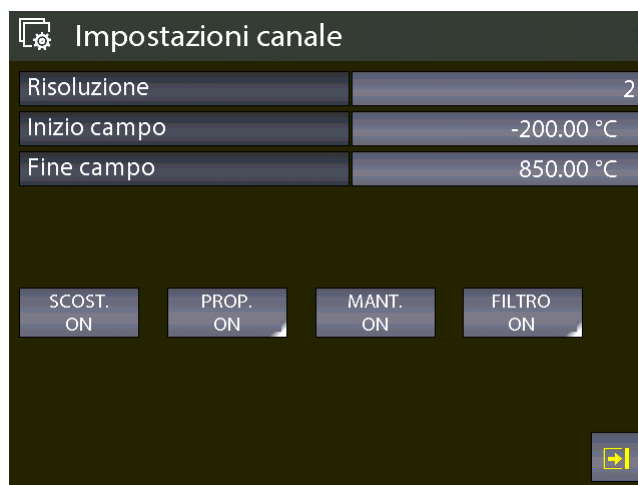 Impostazioni canale
Risoluzione 2
Inizio campo -200.00 °C
Fine campo 850.00 °C
SCOST. PROP. MANT. FILTRO
ON ON ON ON